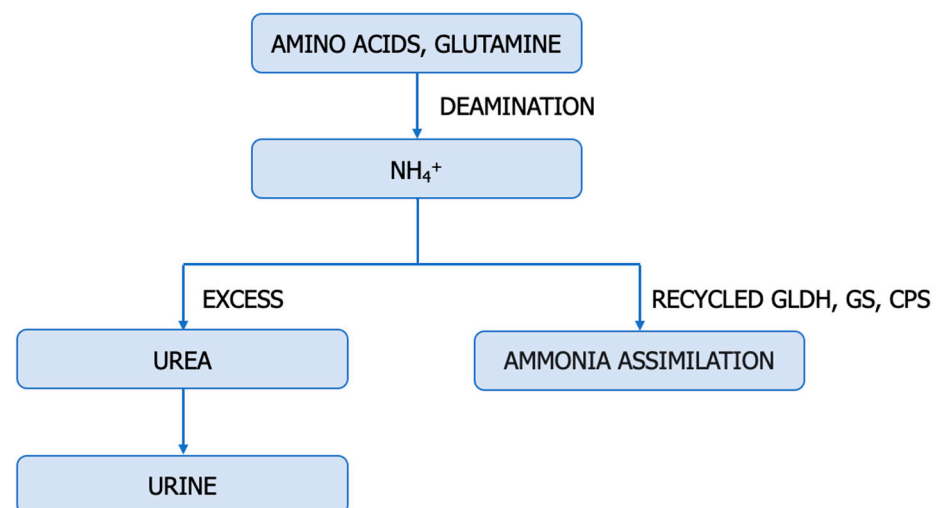 AMINO ACIDS, GLUTAMINE
DEAMINATION
NH₄⁺
EXCESS
RECYCLED GLDH, GS, CPS
UREA
AMMONIA ASSIMILATION
URINE